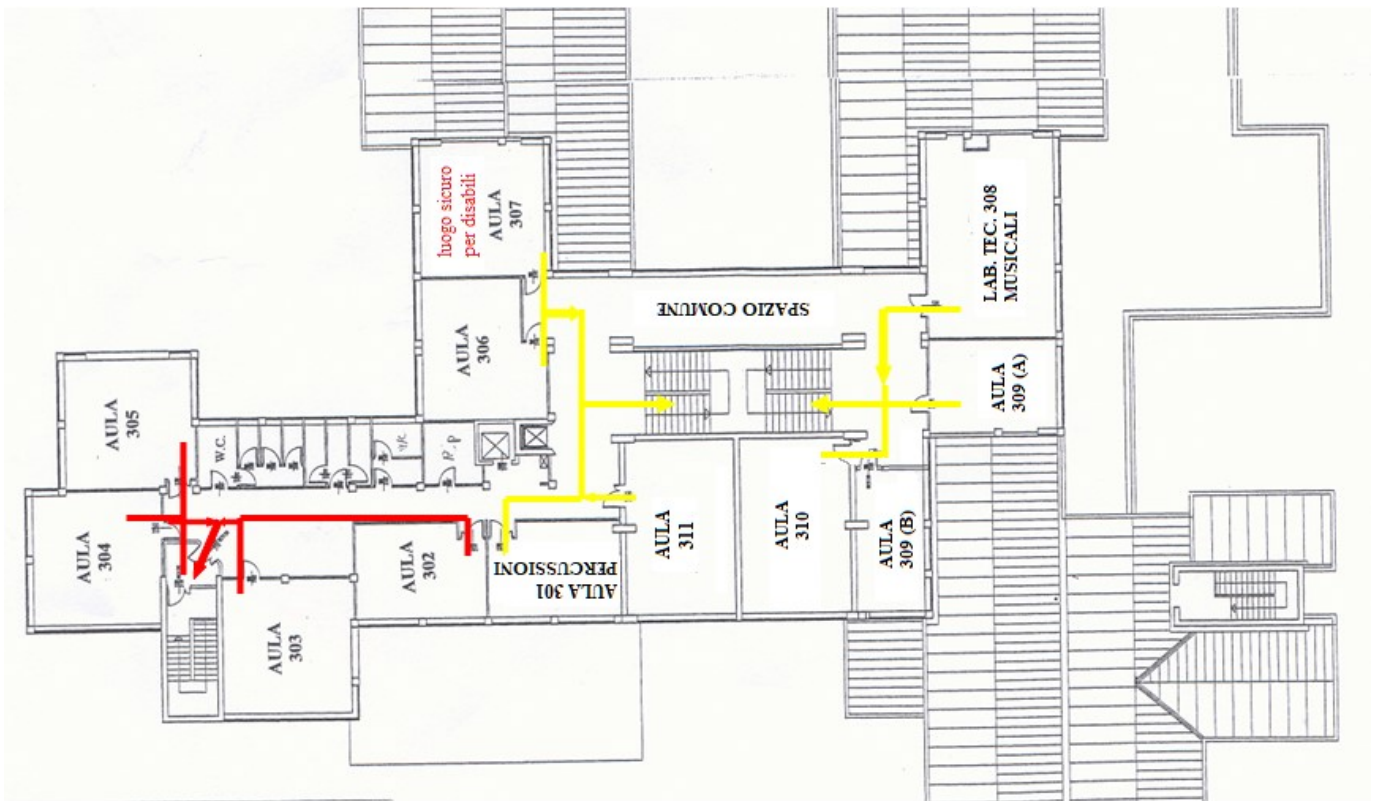 luogo sicuro
per disabili
AULA
307
AULA
306
AULA
305
W.C.
AULA
304
AULA
303
AULA
302
AULA 301
PERCUSSIONI
AULA
311
AULA
310
AULA
309 (B)
AULA
309 (A)
LAB. TEC. 308
MUSICALI
SPAZIO COMUNE